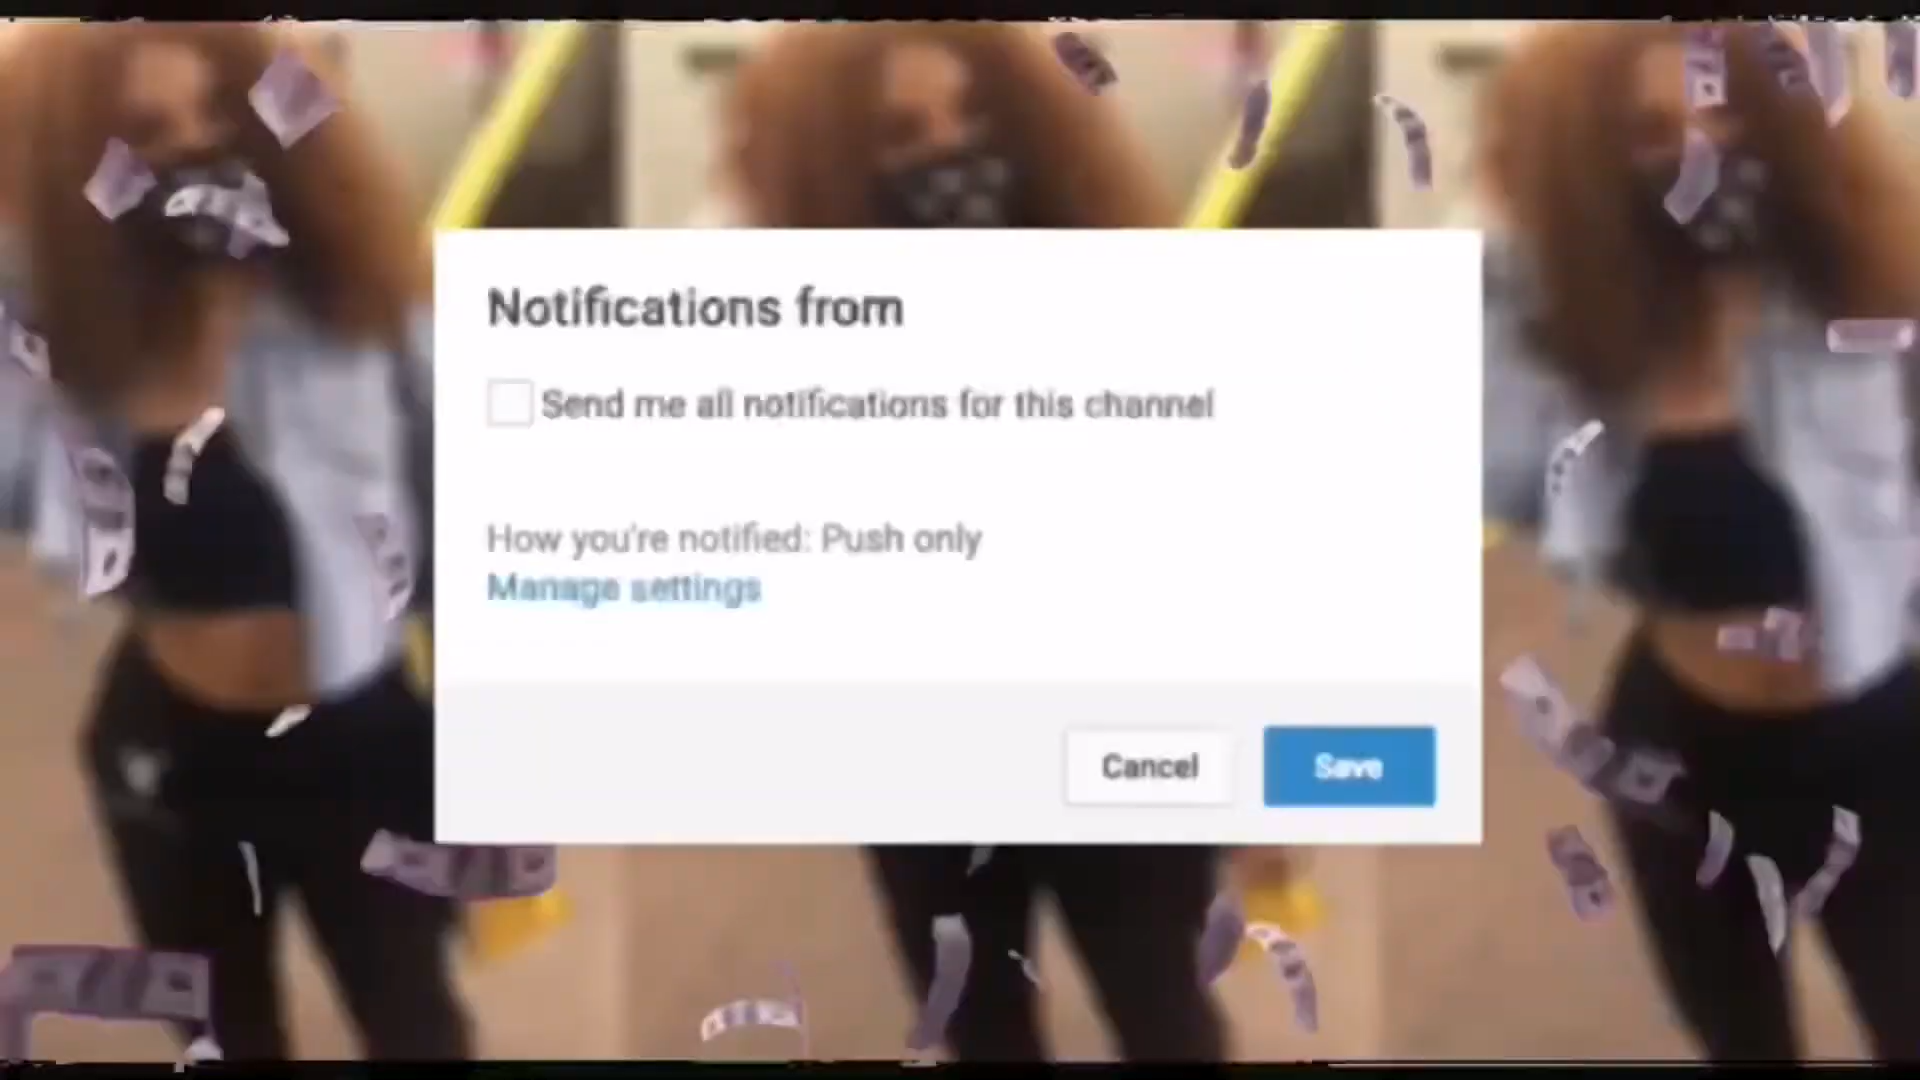 Notifications from
Send me all notifications for this channel
How you're notified: Push only
Manage settings
Cancel
Save